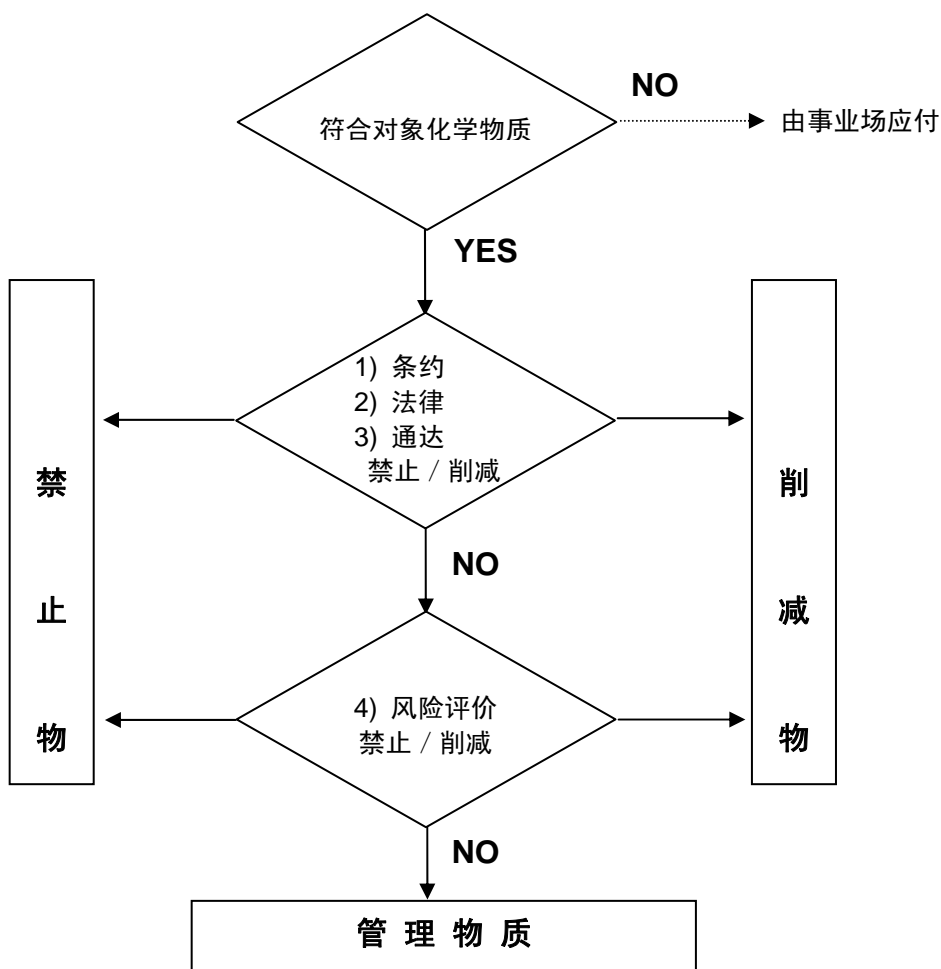 NO
符合对象化学物质
由事业场应付
YES
1) 条约
2) 法律
3) 通达
禁止 / 削减
禁
止
物
削
减
物
NO
4) 风险评价
禁止 / 削减
NO
管 理 物 质